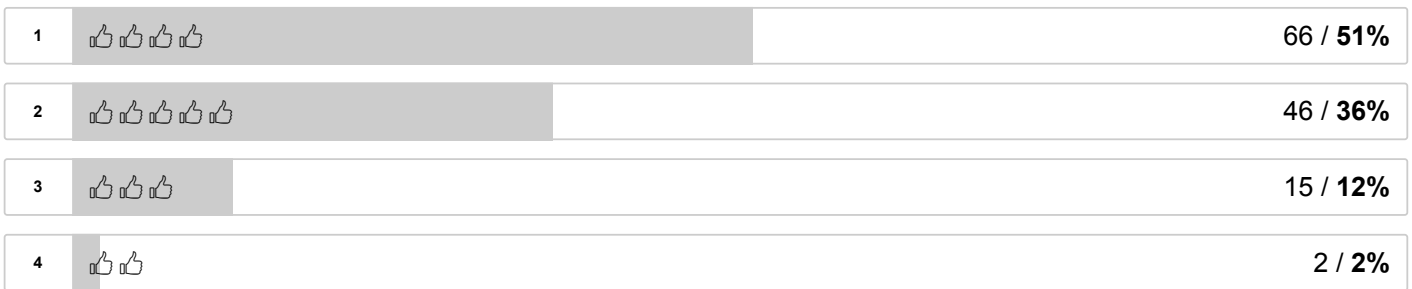 1 👍👍👍👍 66 / 51%
2 👍👍👍👍👍 46 / 36%
3 👍👍👍 15 / 12%
4 👍👍 2 / 2%